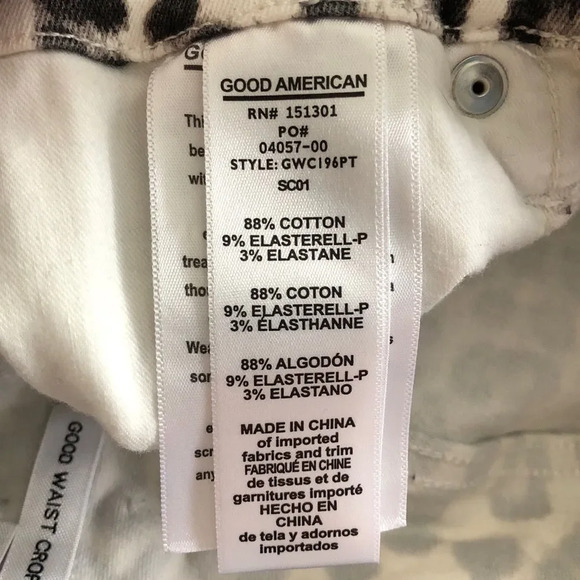 GOOD AMERICAN
RN# 151301
PO#
04057-00
STYLE: GWC196PT
SC01
88% COTTON
9% ELASTERELL-P
3% ELASTANE
88% COTON
9% ELASTERELL-P
3% ÉLASTHANNE
88% ALGODÓN
9% ELASTERELL-P
3% ELASTANO
MADE IN CHINA
of imported
fabrics and trim
FABRIQUÉ EN CHINE
de tissus et de
garnitures importé
HECHO EN
CHINA
de tela y adornos
importados
GOOD WAIST CROP